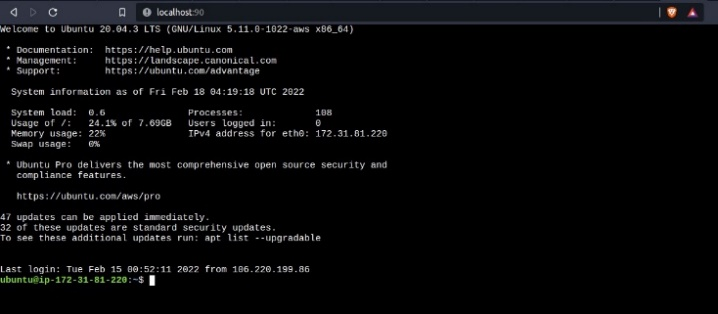 localhost:90
Welcome to Ubuntu 20.04.3 LTS (GNU/Linux 5.11.0-1022-aws x86_64)
* Documentation: https://help.ubuntu.com
* Management: https://landscape.canonical.com
* Support: https://ubuntu.com/advantage
System information as of Fri Feb 18 04:19:18 UTC 2022
System load: 0.6 Processes: 108
Usage of /: 24.1% of 7.69GB Users logged in: 0
Memory usage: 22% IPv4 address for eth0: 172.31.81.220
Swap usage: 0%
* Ubuntu Pro delivers the most comprehensive open source security and
compliance features.
https://ubuntu.com/aws/pro
47 updates can be applied immediately.
32 of these updates are standard security updates.
To see these additional updates run: apt list --upgradable
Last login: Tue Feb 15 00:52:11 2022 from 106.220.199.86
ubuntu@ip-172-31-81-220:~$